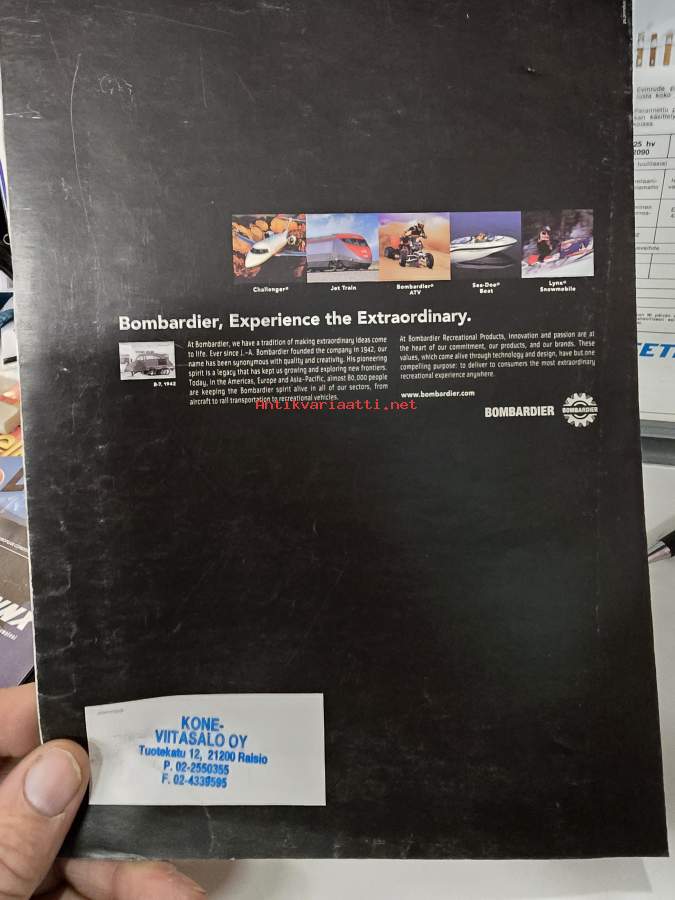 Challenger®
Jet Train
Bombardier®
ATV
Sea-Doo®
Boat
Lynx®
Snowmobile
Bombardier, Experience the Extraordinary.
B-7, 1942
At Bombardier, we have a tradition of making extraordinary ideas come
to life. Ever since J.-A. Bombardier founded the company in 1942, our
name has been synonymous with quality and creativity. His pioneering
spirit is a legacy that has kept us growing and exploring new frontiers.
Today, in the Americas, Europe and Asia-Pacific, almost 80,000 people
are keeping the Bombardier spirit alive in all of our sectors, from
aircraft to rail transportation to recreational vehicles.
At Bombardier Recreational Products, innovation and passion are at
the heart of our commitment, our products, and our brands. These
values, which come alive through technology and design, have but one
compelling purpose: to deliver to consumers the most extraordinary
recreational experience anywhere.
www.bombardier.com
BOMBARDIER
BOMBARDIER
Antikvariaatti.net
KONE-
VIITASALO OY
Tuotekatu 12, 21200 Raisio
P. 02-2550355
F. 02-4339595
25 hv
2090